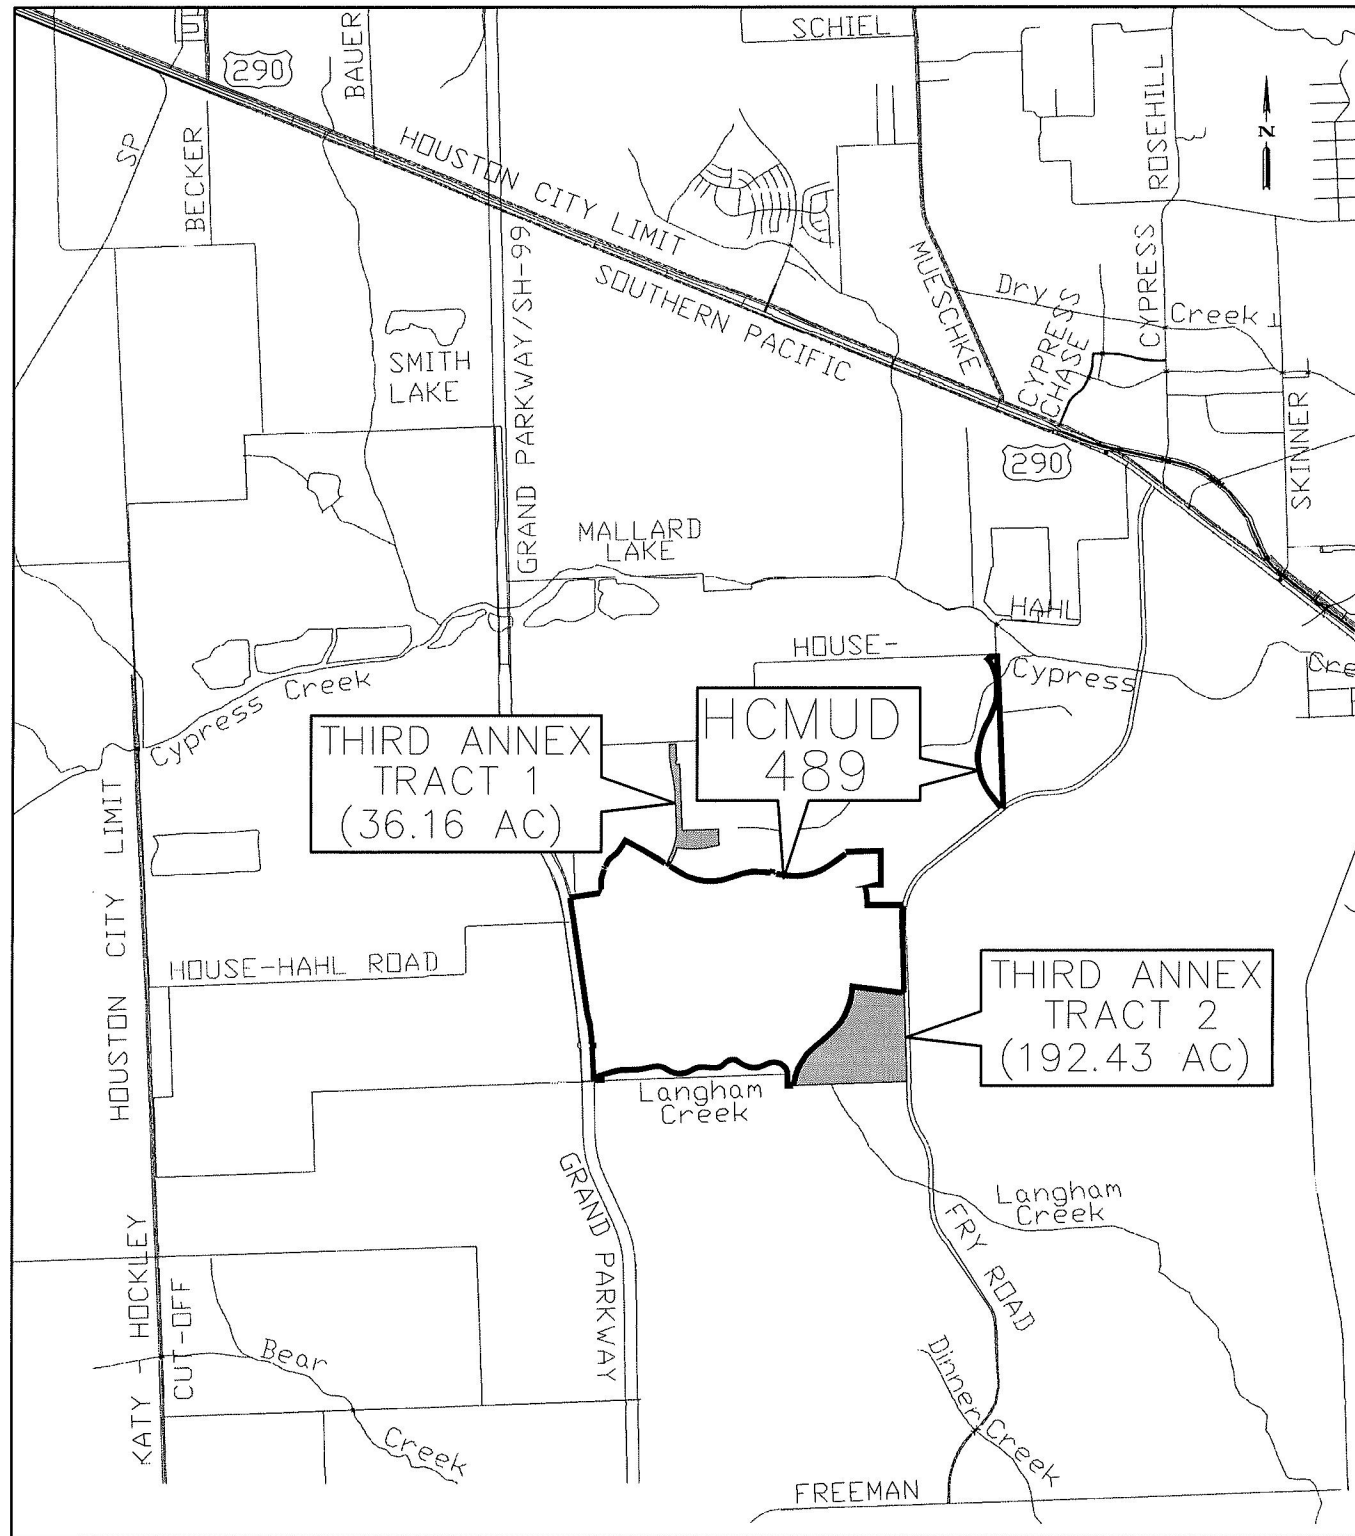 SCHIEL
290
BAUER
SP
BECKER
HOUSTON CITY LIMIT
SOUTHERN PACIFIC
ROSEHILL
N
MUESCHKE
Dry
Creek
CYPRESS
CYPRESS
CHASE
SKINNER
SMITH
LAKE
GRAND PARKWAY/SH-99
290
MALLARD
LAKE
HAHL
HOUSE-
Cypress
Cypress Creek
THIRD ANNEX
TRACT 1
(36.16 AC)
HCMUD
489
HOUSTON CITY LIMIT
HOUSE-HAHL ROAD
THIRD ANNEX
TRACT 2
(192.43 AC)
Langham
Creek
GRAND PARKWAY
Langham
Creek
FRY ROAD
KATY - HOCKLEY
CUT-OFF
Bear
Creek
Dinner Creek
FREEMAN